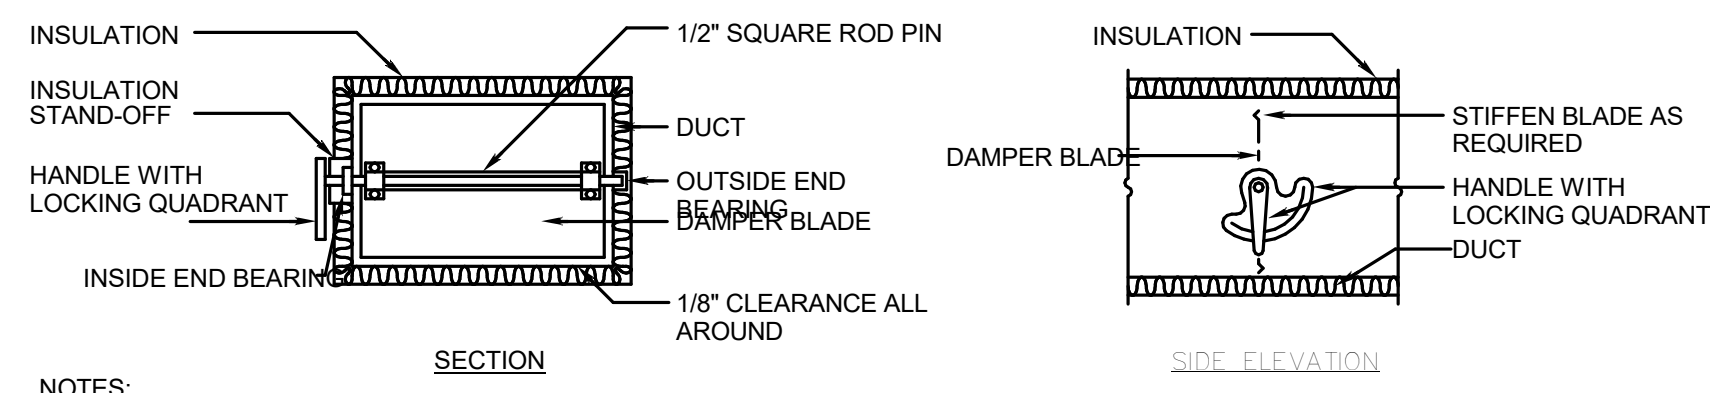 INSULATION
INSULATION
STAND-OFF
HANDLE WITH
LOCKING QUADRANT
INSIDE END BEARING
1/2" SQUARE ROD PIN
DUCT
OUTSIDE END
BEARING
DAMPER BLADE
1/8" CLEARANCE ALL
AROUND
SECTION
INSULATION
DAMPER BLADE
STIFFEN BLADE AS
REQUIRED
HANDLE WITH
LOCKING QUADRANT
DUCT
SIDE ELEVATION
NOTES: